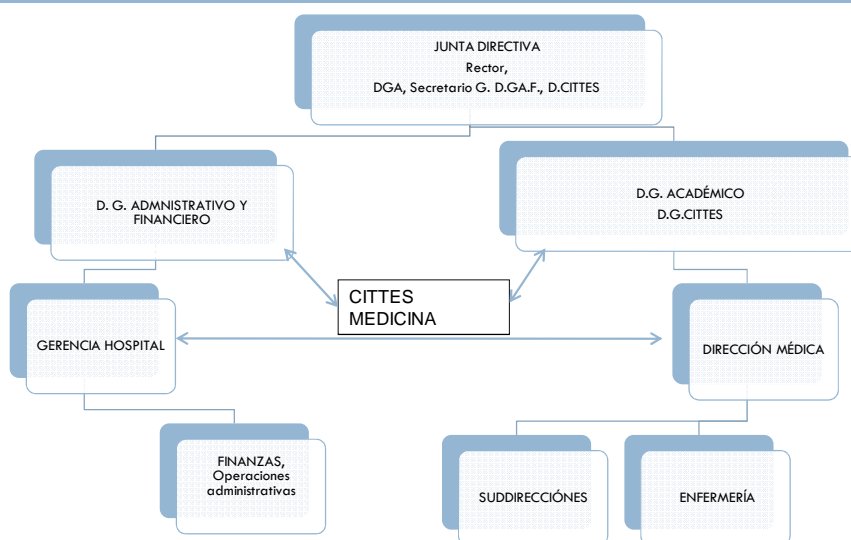 JUNTA DIRECTIVA
Rector,
DGA, Secretario G. D.GA.F., D.CITTES
D. G. ADMNISTRATIVO Y
FINANCIERO
D.G. ACADÉMICO
D.G.CITTES
CITTES
MEDICINA
GERENCIA HOSPITAL
DIRECCIÓN MÉDICA
FINANZAS,
Operaciones
administrativas
SUDDIRECCIÓNES
ENFERMERÍA